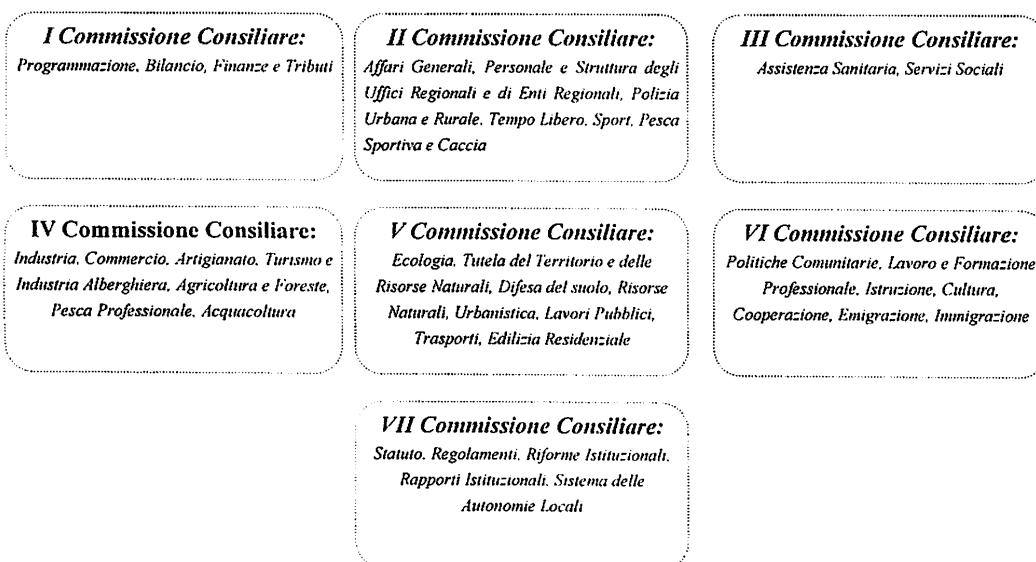 I Commissione Consiliare:
Programmazione, Bilancio, Finanze e Tributi
II Commissione Consiliare:
Affari Generali, Personale e Struttura degli
Uffici Regionali e di Enti Regionali, Polizia
Urbana e Rurale, Tempo Libero, Sport, Pesca
Sportiva e Caccia
III Commissione Consiliare:
Assistenza Sanitaria, Servizi Sociali
IV Commissione Consiliare:
Industria, Commercio, Artigianato, Turismo e
Industria Alberghiera, Agricoltura e Foreste,
Pesca Professionale, Acquacoltura
V Commissione Consiliare:
Ecologia, Tutela del Territorio e delle
Risorse Naturali, Difesa del suolo, Risorse
Naturali, Urbanistica, Lavori Pubblici,
Trasporti, Edilizia Residenziale
VI Commissione Consiliare:
Politiche Comunitarie, Lavoro e Formazione
Professionale, Istruzione, Cultura,
Cooperazione, Emigrazione, Immigrazione
VII Commissione Consiliare:
Statuto, Regolamenti, Riforme Istituzionali,
Rapporti Istituzionali, Sistema delle
Autonomie Locali